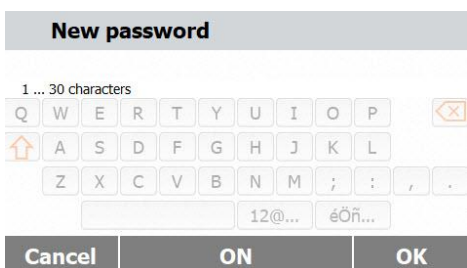 New password
1 ... 30 characters
Q W E R T Y U I O P
A S D F G H J K L
Z X C V B N M ; : , .
12@... éÖñ...
Cancel ON OK